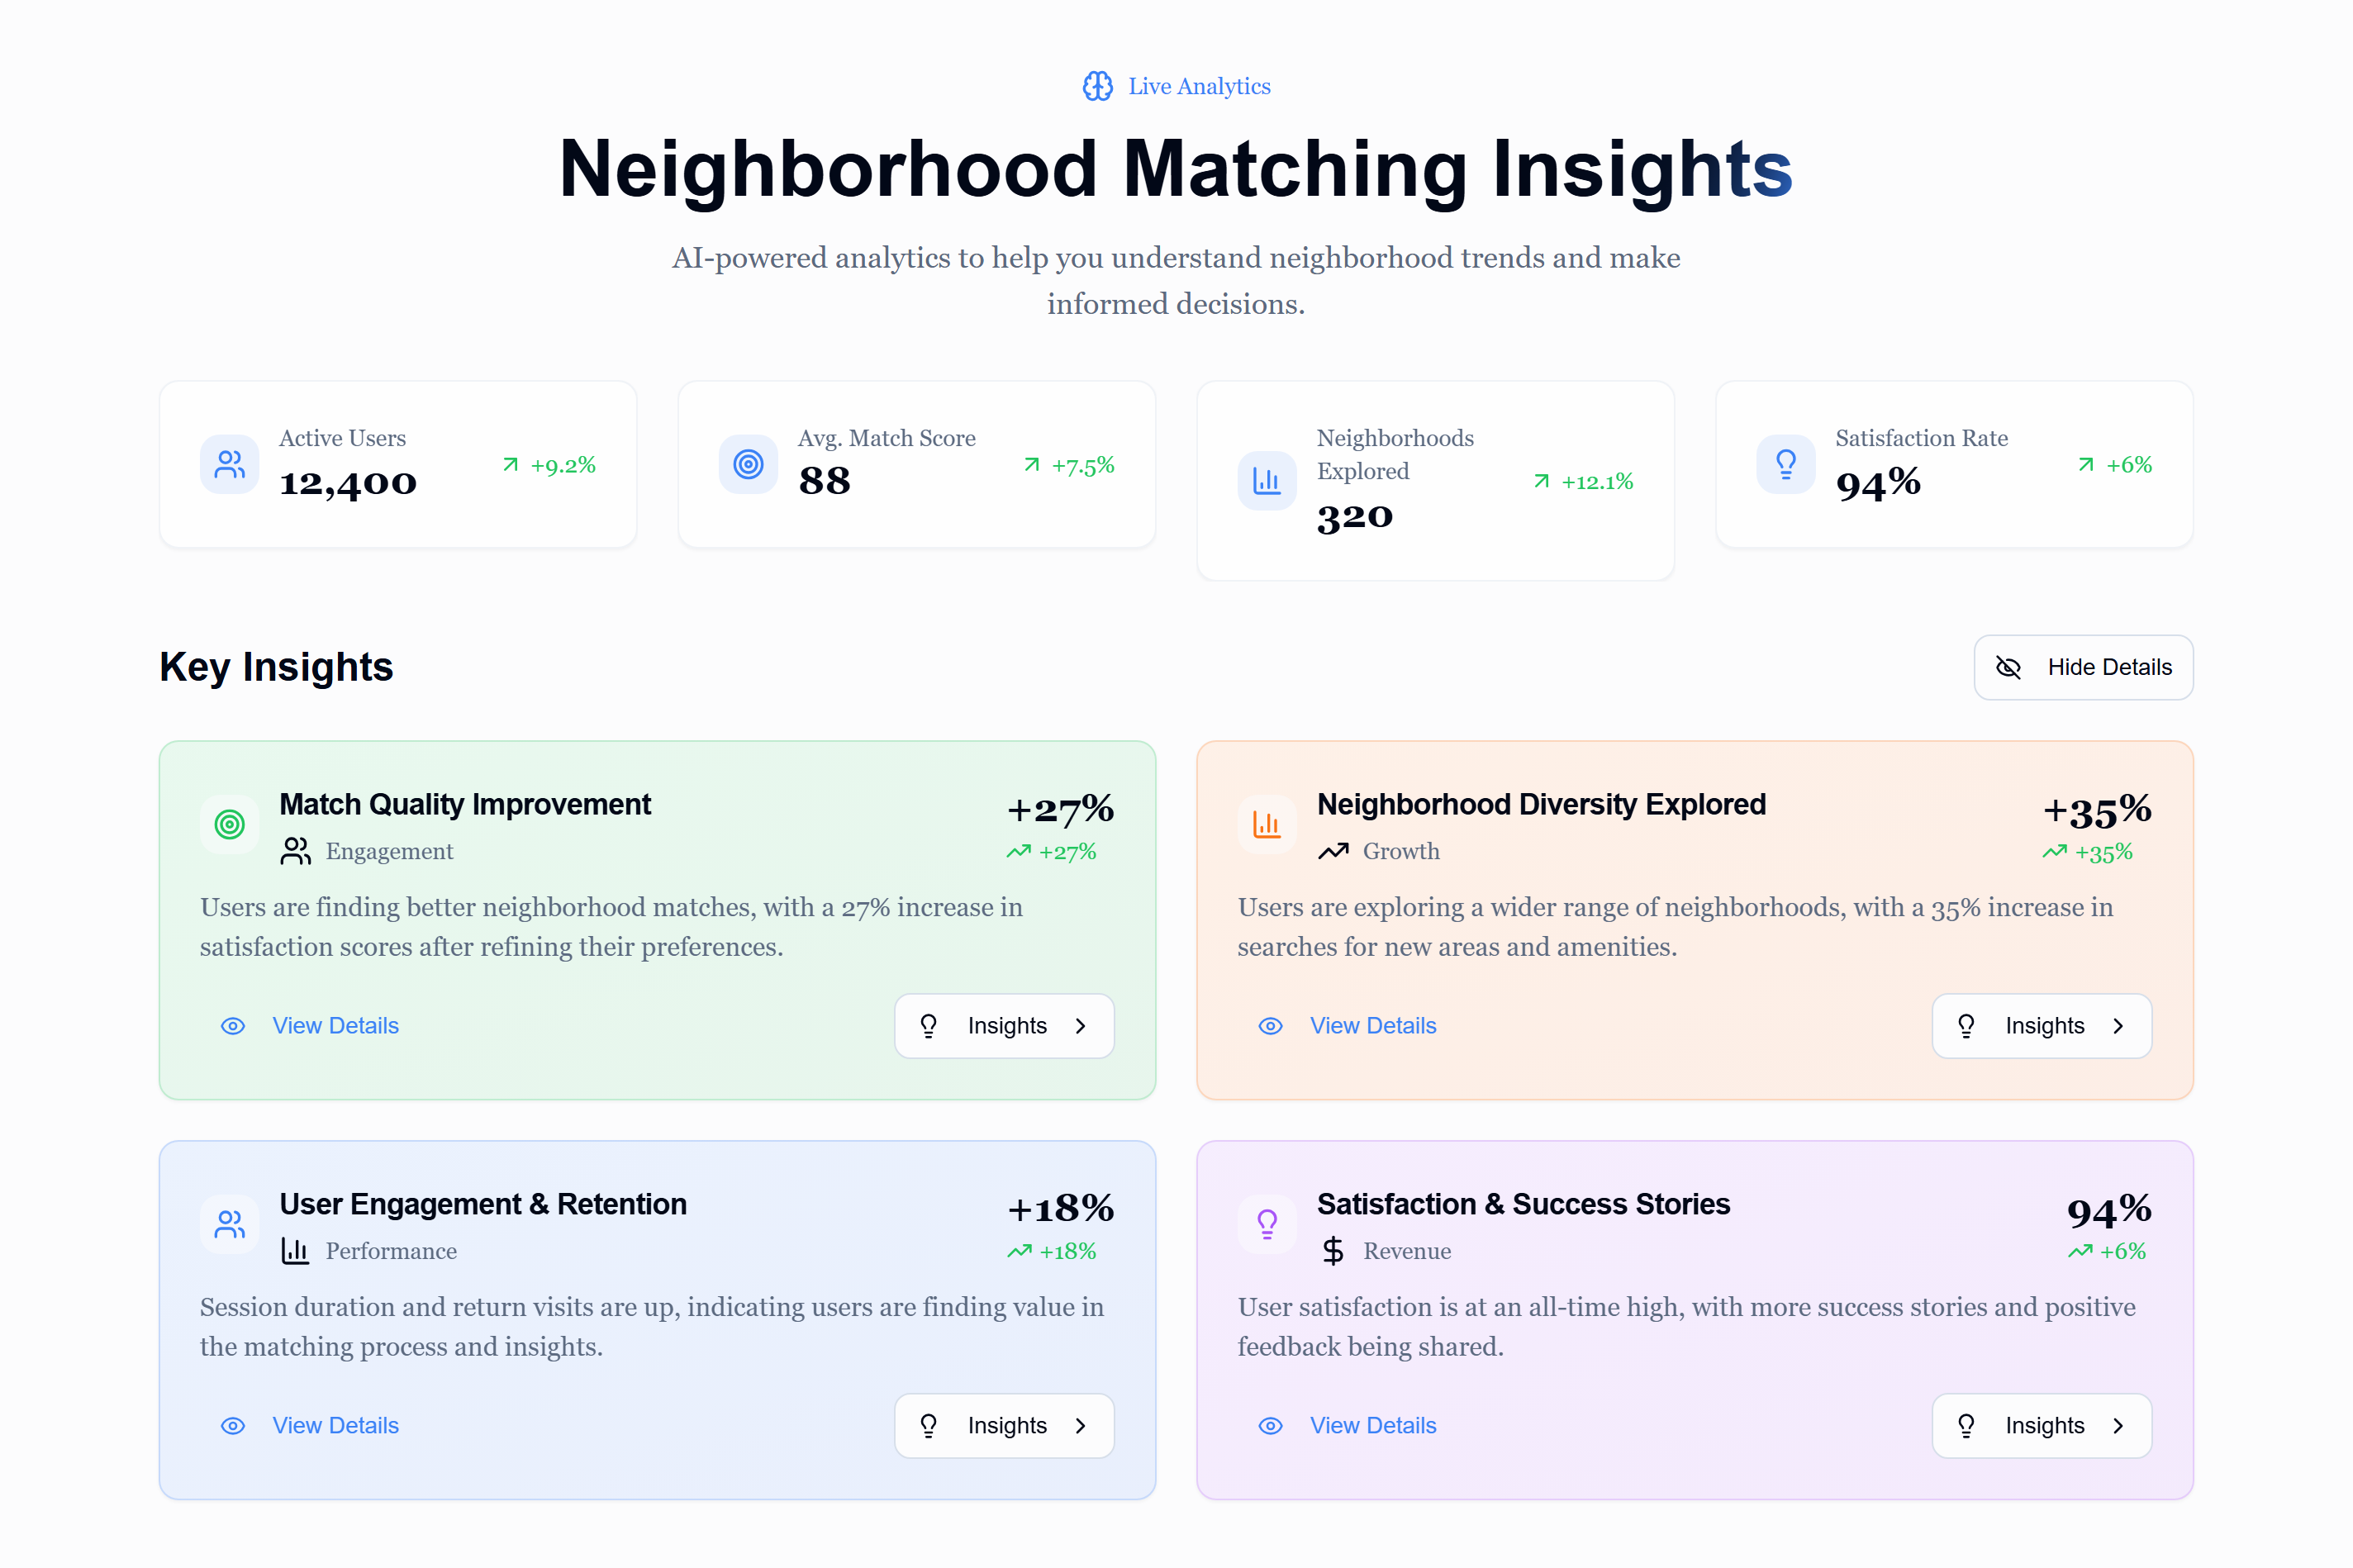 Live Analytics
Neighborhood Matching Insights
AI-powered analytics to help you understand neighborhood trends and make
informed decisions.
Active Users
12,400
+9.2%
Avg. Match Score
88
+7.5%
Neighborhoods
Explored
320
+12.1%
Satisfaction Rate
94%
+6%
Key Insights
Hide Details
Match Quality Improvement
Engagement
+27%
+27%
Users are finding better neighborhood matches, with a 27% increase in
satisfaction scores after refining their preferences.
View Details
Insights
Neighborhood Diversity Explored
Growth
+35%
+35%
Users are exploring a wider range of neighborhoods, with a 35% increase in
searches for new areas and amenities.
View Details
Insights
User Engagement & Retention
Performance
+18%
+18%
Session duration and return visits are up, indicating users are finding value in
the matching process and insights.
View Details
Insights
Satisfaction & Success Stories
Revenue
94%
+6%
User satisfaction is at an all-time high, with more success stories and positive
feedback being shared.
View Details
Insights